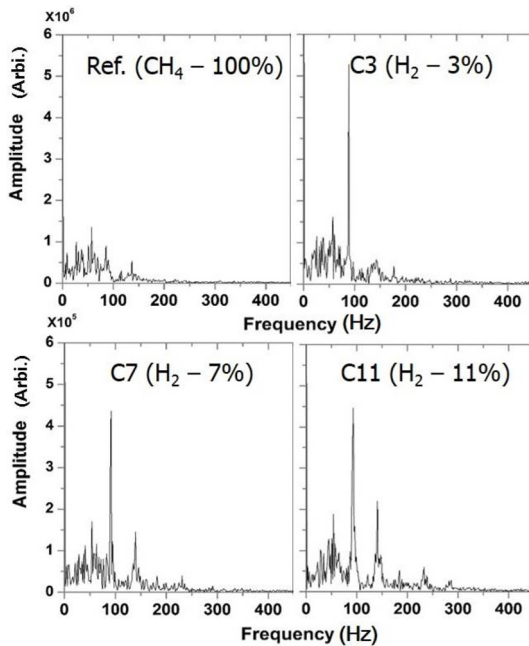 X10⁶
Ref. (CH₄ – 100%)
C3 (H₂ – 3%)
Amplitude (Arbi.)
6
5
4
3
2
1
0
0 100 200 300 400
0 100 200 300 400
Frequency (Hz)
X10⁵
C7 (H₂ – 7%)
C11 (H₂ – 11%)
Amplitude (Arbi.)
6
5
4
3
2
1
0
0 100 200 300 400
0 100 200 300 400
Frequency (Hz)